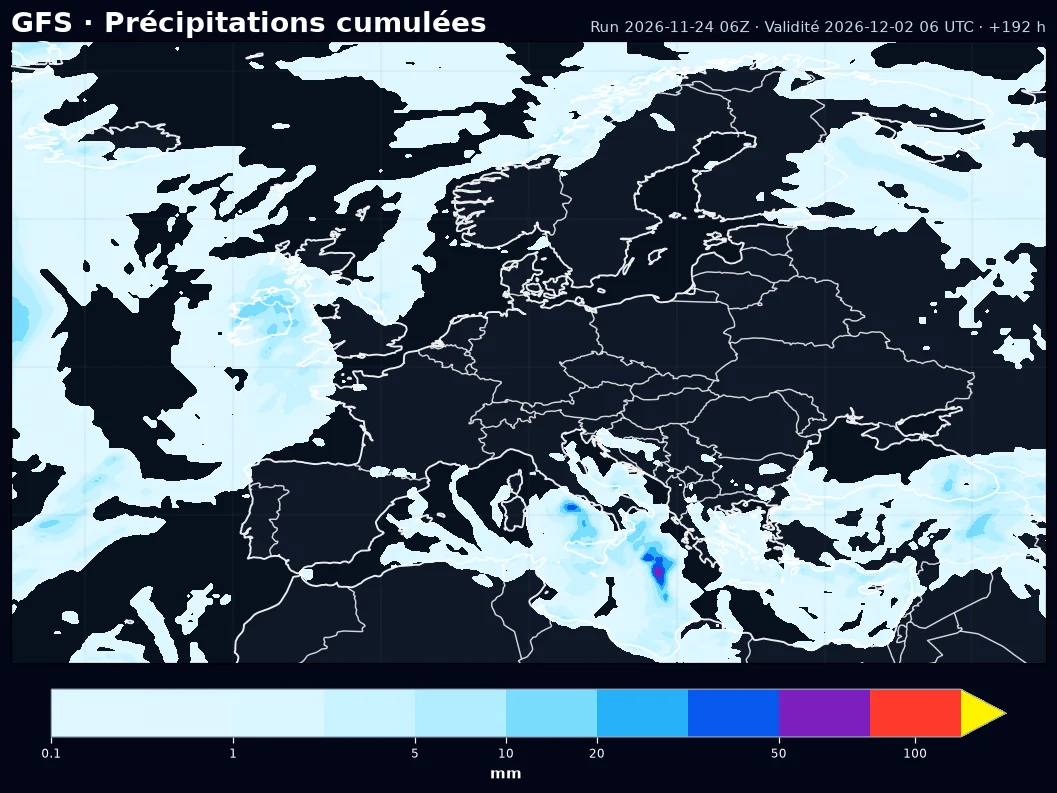 GFS · Précipitations cumulées
Run 2026-11-24 06Z · Validité 2026-12-02 06 UTC · +192 h
0.1 1 5 10 20 50 100
mm